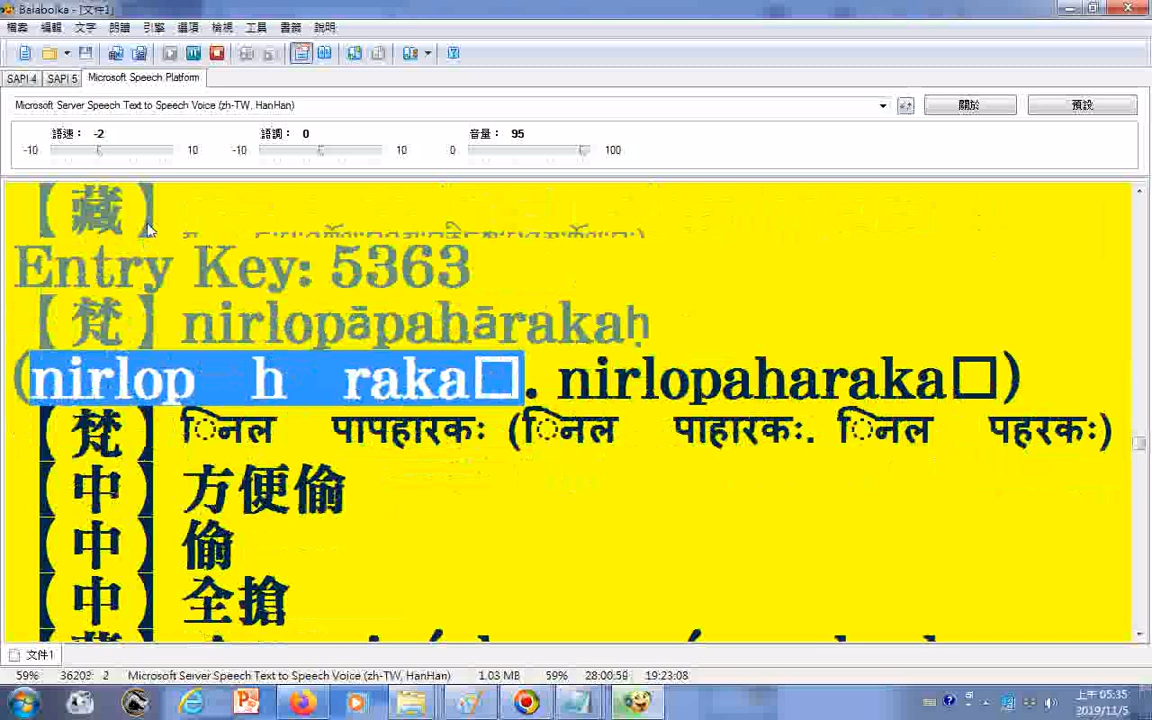 Balabolka - [文件1]
檔案 編輯 文字 朗讀 引擎 選項 檢視 工具 書籤 說明
SAPI 4 SAPI 5 Microsoft Speech Platform
Microsoft Server Speech Text to Speech Voice (zh-TW, HanHan) 關於 預設
語速： -2 語調： 0 音量： 95
-10 10 -10 10 0 100
【藏】
Entry Key: 5363
【梵】 nirlopāpahārakaḥ
(nirlop h raka□. nirlopaharaka□)
【梵】 िनल पापहारकः (िनल पाहारकः. िनल पहरकः)
【中】 方便偷
【中】 偷
【中】 全搶
文件1
59% 36203: 2 Microsoft Server Speech Text to Speech Voice (zh-TW, HanHan) 1.03 MB 59% 28:00:59 19:23:08
上午 05:35
2019/11/5